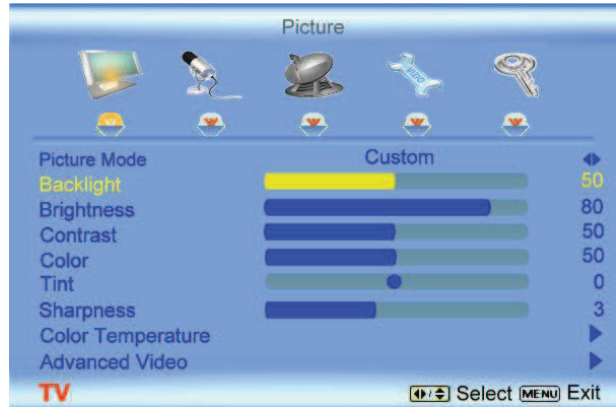 Picture
VIZIO
Picture Mode Custom
Backlight 50
Brightness 80
Contrast 50
Color 50
Tint 0
Sharpness 3
Color Temperature
Advanced Video
TV Select MENU Exit